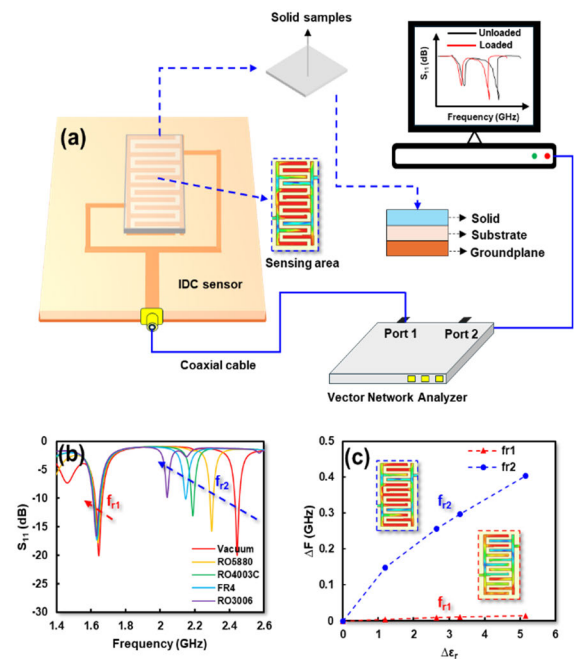 Solid samples
Unloaded
Loaded
S11 (dB)
Frequency (GHz)
(a)
Sensing area
Solid
Substrate
Groundplane
IDC sensor
Coaxial cable
Port 1
Port 2
Vector Network Analyzer
(b)
fr1
fr2
Vacuum
RO5880
RO4003C
FR4
RO3006
0
-5
-10
-15
-20
-25
-30
1.4 1.6 1.8 2 2.2 2.4 2.6
S11 (dB)
Frequency (GHz)
(c)
fr1
fr2
fr2
fr1
0.5
0.4
0.3
0.2
0.1
0
0 1 2 3 4 5 6
ΔF (GHz)
Δεr